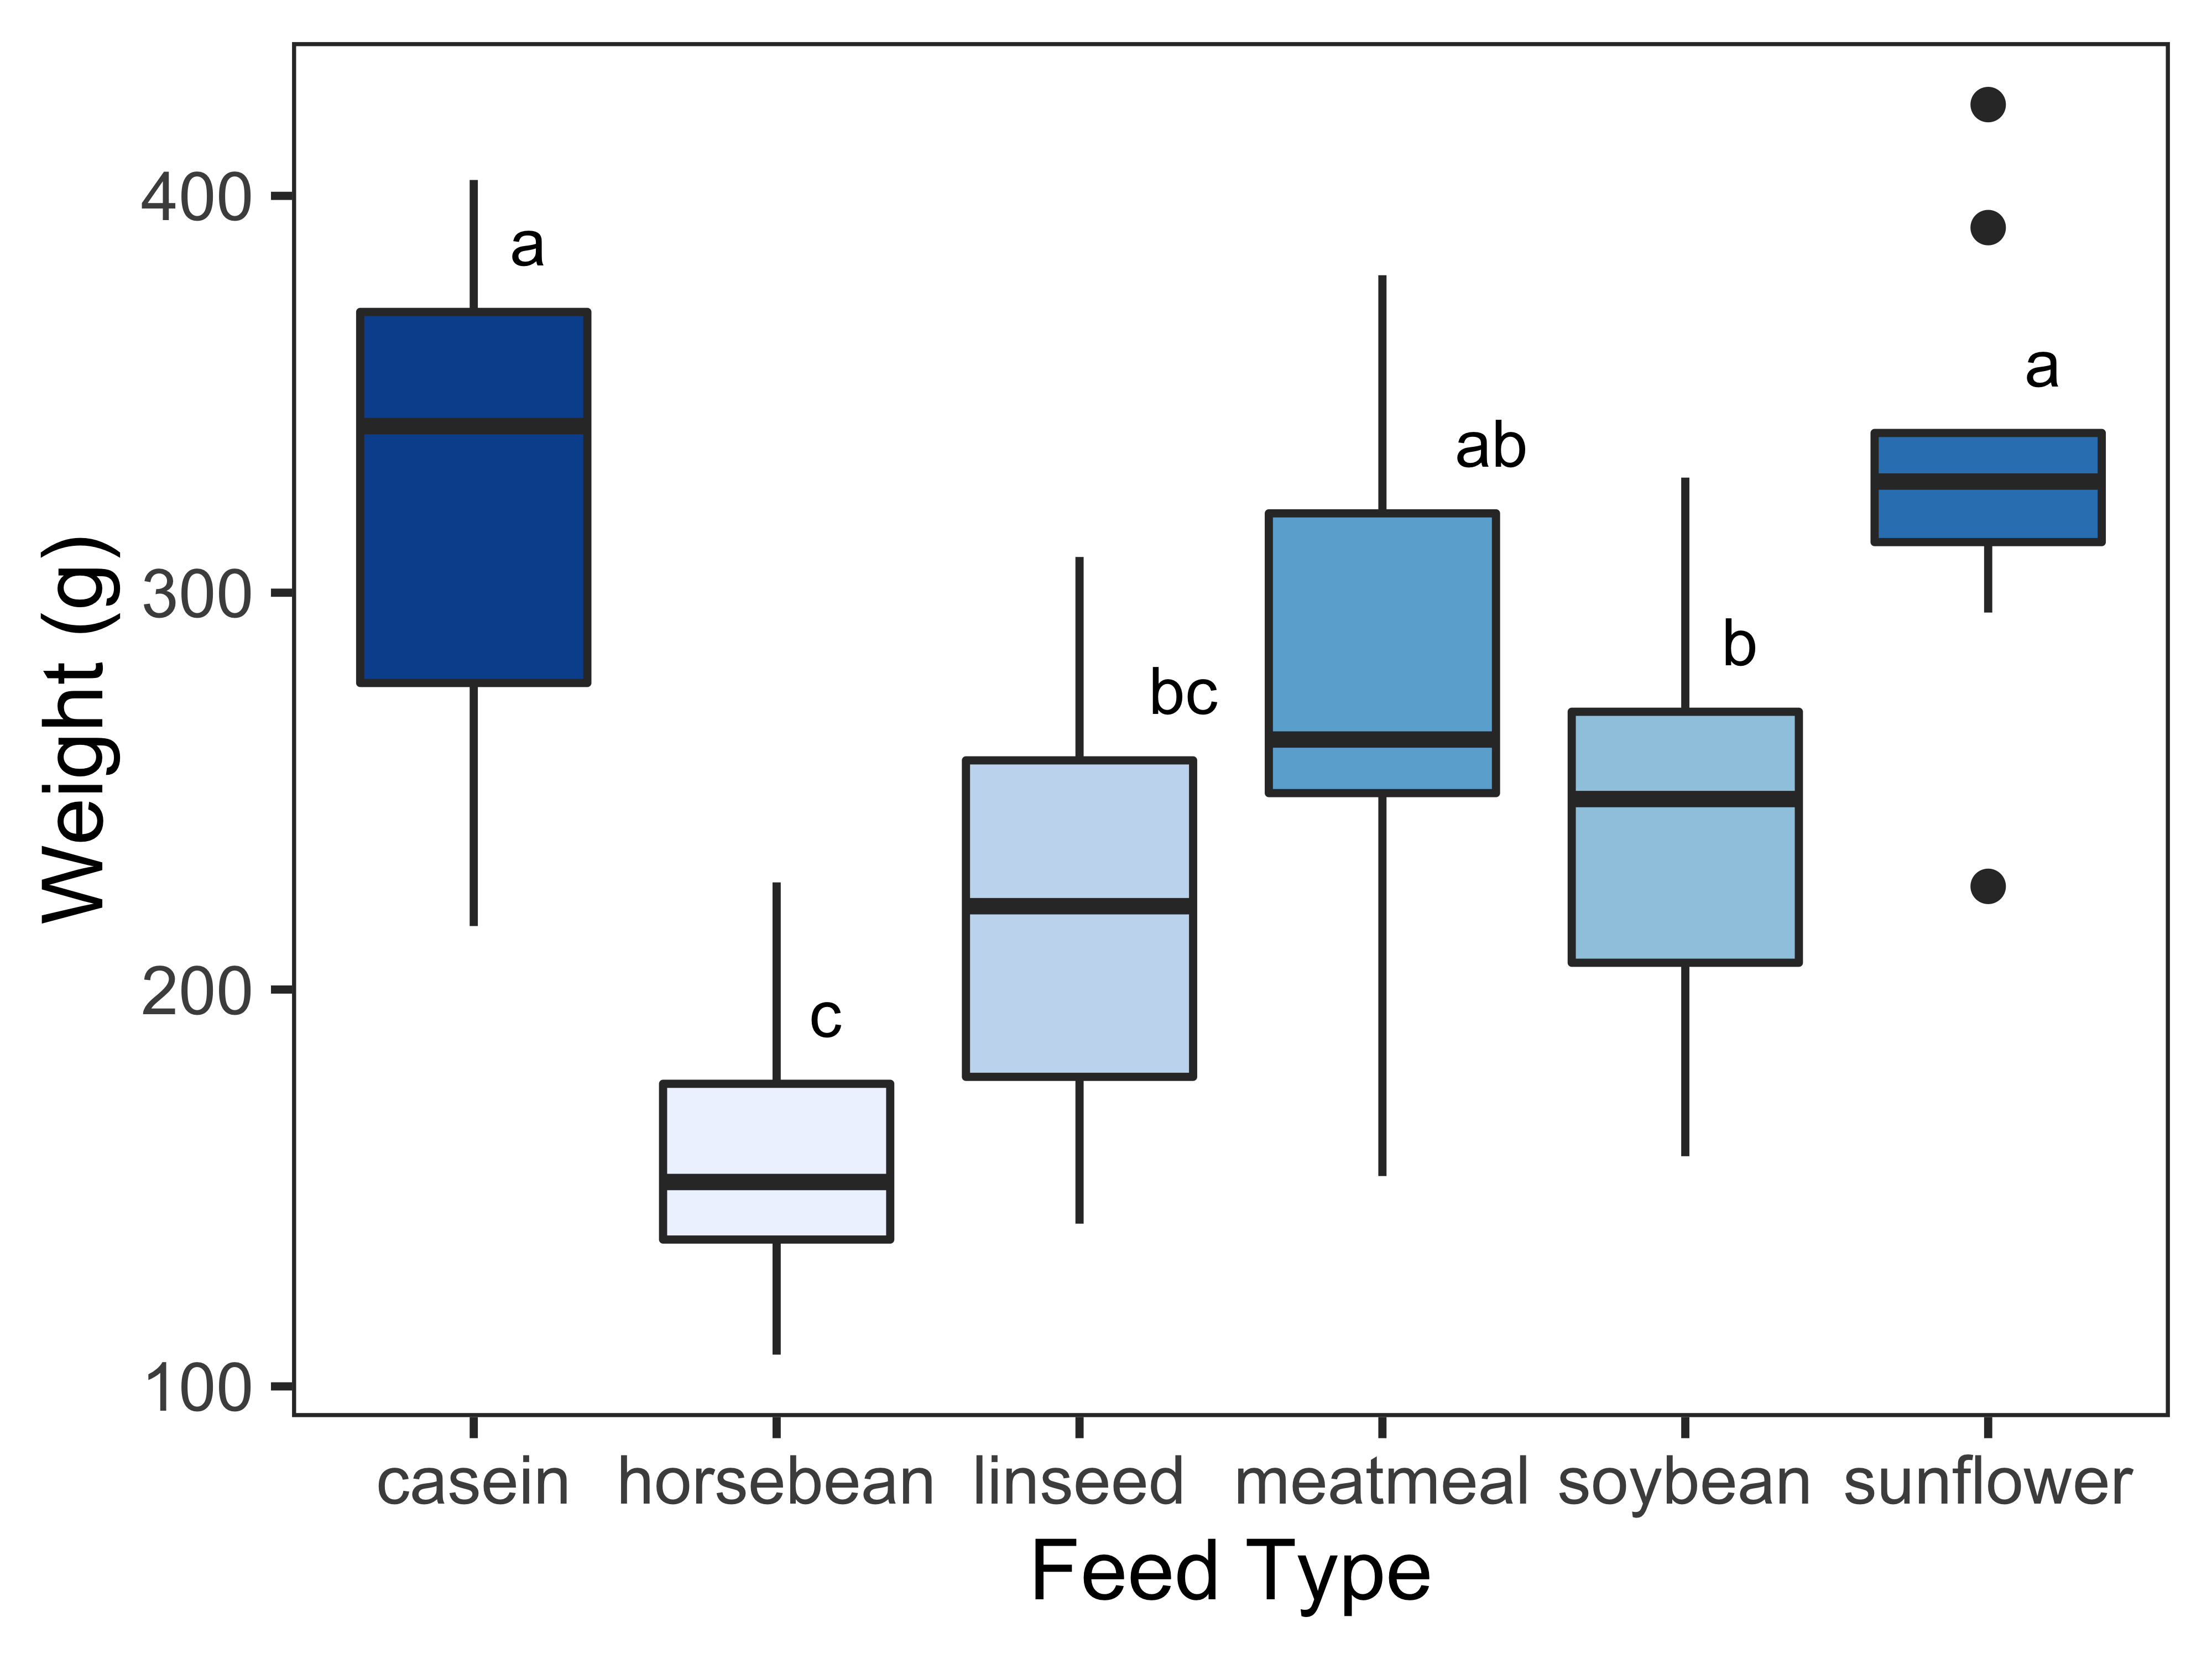 Weight (g)
400
300
200
100
a
c
bc
ab
b
a
casein horsebean linseed meatmeal soybean sunflower
Feed Type